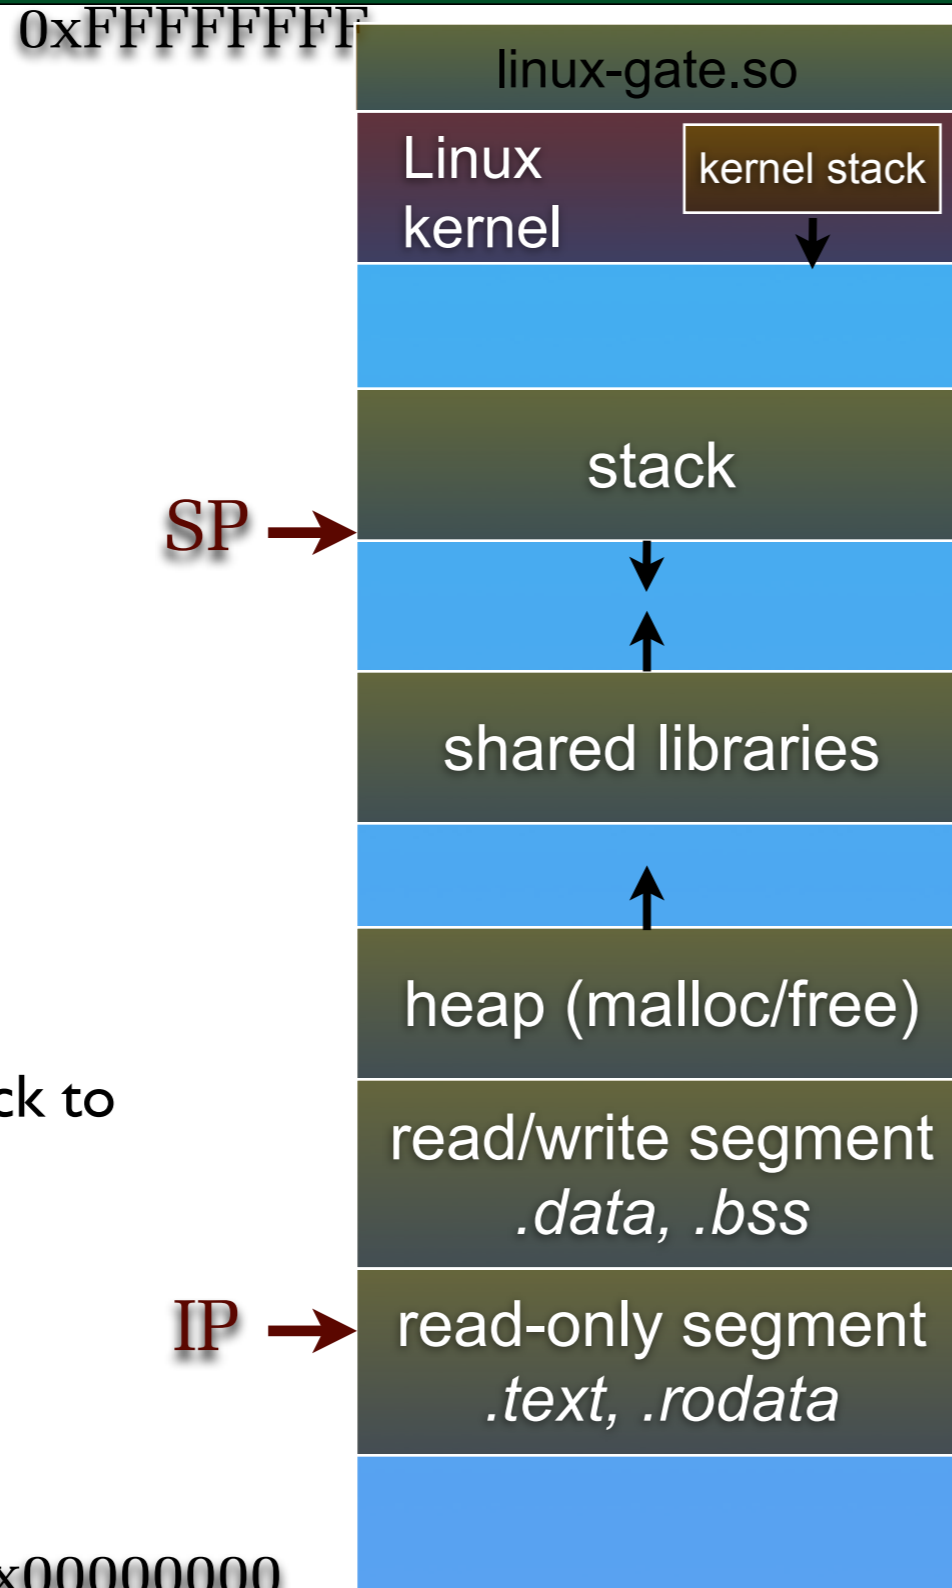 0xFFFFFFFF
linux-gate.so
Linux
kernel
kernel stack
stack
SP
shared libraries
heap (malloc/free)
ck to
read/write segment
.data, .bss
IP
read-only segment
.text, .rodata
x00000000